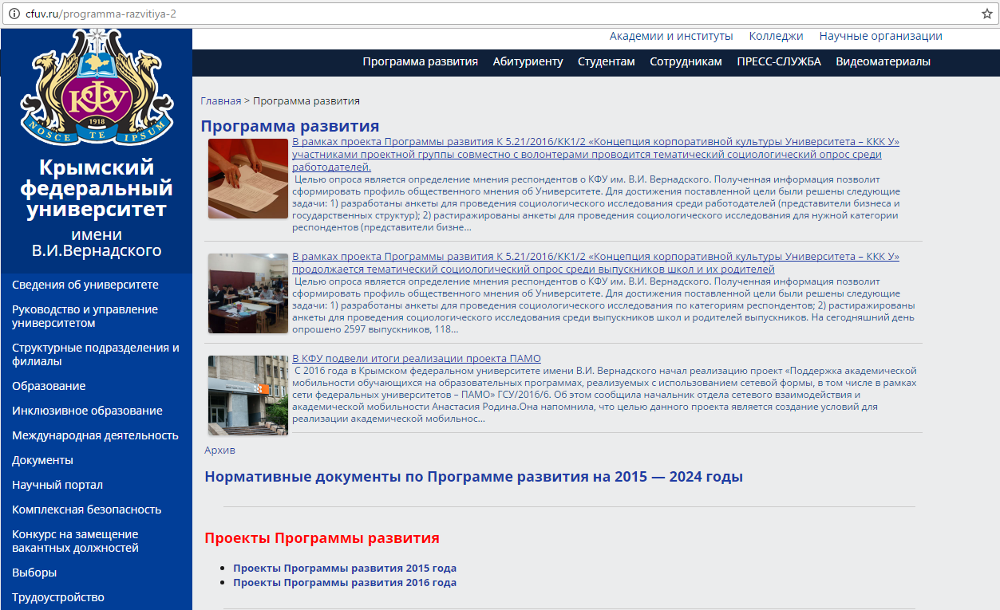 cfuv.ru/programma-razvitiya-2
Академии и институты Колледжи Научные организации
Программа развития Абитуриенту Студентам Сотрудникам ПРЕСС-СЛУЖБА Видеоматериалы
КФУ
1918
NOSCE TE IPSUM
Крымский
федеральный
университет
имени
В.И.Вернадского
Сведения об университете
Руководство и управление
университетом
Структурные подразделения и
филиалы
Образование
Инклюзивное образование
Международная деятельность
Документы
Научный портал
Комплексная безопасность
Конкурс на замещение
вакантных должностей
Выборы
Трудоустройство
Главная > Программа развития
Программа развития
В рамках проекта Программы развития К 5.21/2016/КК1/2 «Концепция корпоративной культуры Университета – ККК У»
участниками проектной группы совместно с волонтерами проводится тематический социологический опрос среди
работодателей.
Целью опроса является определение мнения респондентов о КФУ им. В.И. Вернадского. Полученная информация позволит
сформировать профиль общественного мнения об Университете. Для достижения поставленной цели были решены следующие
задачи: 1) разработаны анкеты для проведения социологического исследования среди работодателей (представители бизнеса и
государственных структур); 2) растиражированы анкеты для проведения социологического исследования для нужной категории
респондентов (представители бизне...
В рамках проекта Программы развития К 5.21/2016/КК1/2 «Концепция корпоративной культуры Университета – ККК У»
продолжается тематический социологический опрос среди выпускников школ и их родителей
Целью опроса является определение мнения респондентов о КФУ им. В.И. Вернадского. Полученная информация позволит
сформировать профиль общественного мнения об Университете. Для достижения поставленной цели были решены следующие
задачи: 1) разработаны анкеты для проведения социологического исследования по категориям респондентов; 2) растиражированы
анкеты для проведения социологического исследования среди выпускников школ и родителей выпускников. На сегодняшний день
опрошено 2597 выпускников, 118...
В КФУ подвели итоги реализации проекта ПАМО
С 2016 года в Крымском федеральном университете имени В.И. Вернадского начал реализацию проект «Поддержка академической
мобильности обучающихся на образовательных программах, реализуемых с использованием сетевой формы, в том числе в рамках
сети федеральных университетов – ПАМО» ГСУ/2016/6. Об этом сообщила начальник отдела сетевого взаимодействия и
академической мобильности Анастасия Родина.Она напомнила, что целью данного проекта является создание условий для
реализации академической мобильнос...
Архив
Нормативные документы по Программе развития на 2015 — 2024 годы
Проекты Программы развития
• Проекты Программы развития 2015 года
• Проекты Программы развития 2016 года